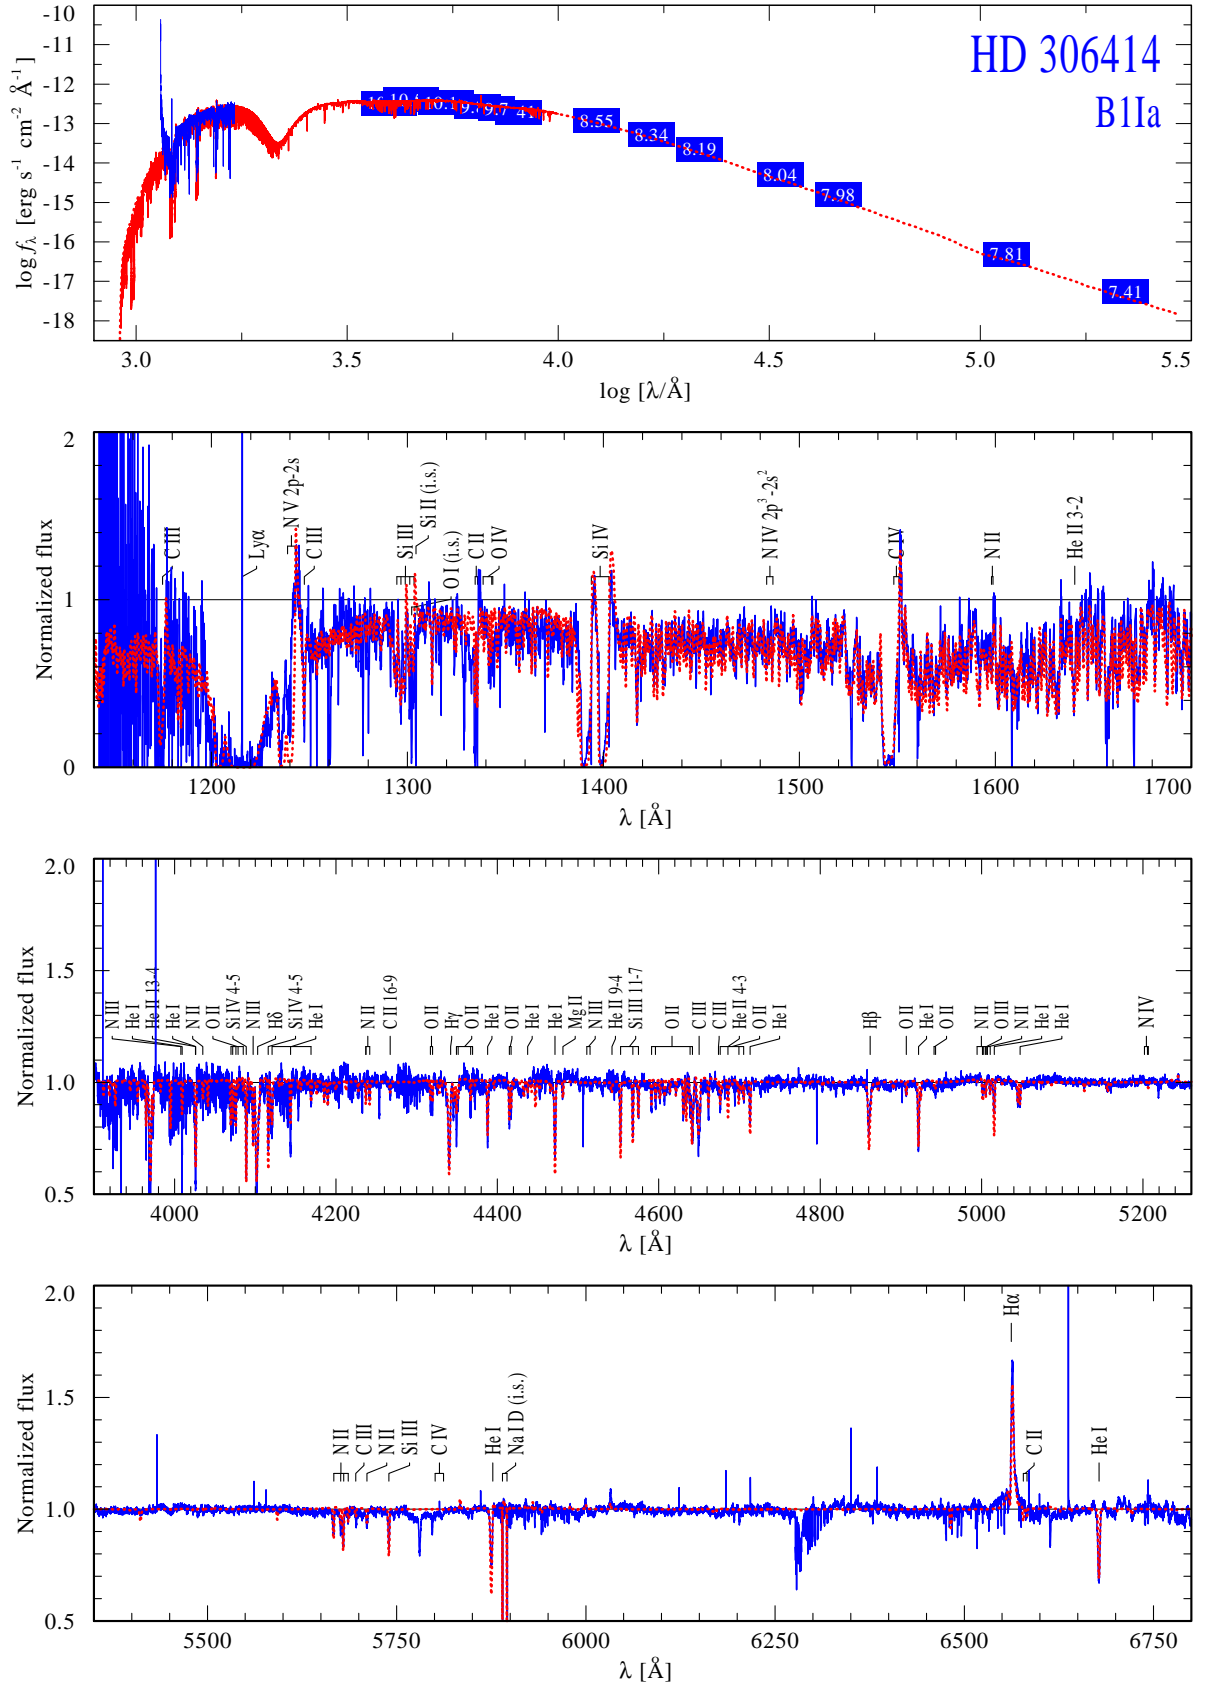 HD 306414
B1Ia
log fλ [erg s⁻¹ cm⁻² Å⁻¹]
-10
-11
-12
-13
-14
-15
-16
-17
-18
8.55
8.34
8.19
8.04
7.98
7.81
7.41
3.0 3.5 4.0 4.5 5.0 5.5
log [λ/Å]
Normalized flux
2
1
0
C III
Lyα
N V 2p-2s
C III
Si III
Si II (i.s.)
O I (i.s.)
C II
O IV
Si IV
N IV 2p³-2s²
C IV
N II
He II 3-2
1200 1300 1400 1500 1600 1700
λ [Å]
Normalized flux
2.0
1.5
1.0
0.5
N III
He I
He II 13-4
He I
N II
O II
Si IV 4-5
N III
Hδ
Si IV 4-5
He I
N II
C II 16-9
O II
Hγ
O II
He I
O II
He I
He I
Mg I
N III
He II 9-4
Si III 11-7
O II
C III
C III
He II 4-3
O II
He I
Hβ
O II
He I
O II
N II
O III
N II
He I
He I
N IV
4000 4200 4400 4600 4800 5000 5200
λ [Å]
Normalized flux
2.0
1.5
1.0
0.5
N II
C III
N II
Si III
C IV
He I
Na I D (i.s.)
Hα
C II
He I
5500 5750 6000 6250 6500 6750
λ [Å]